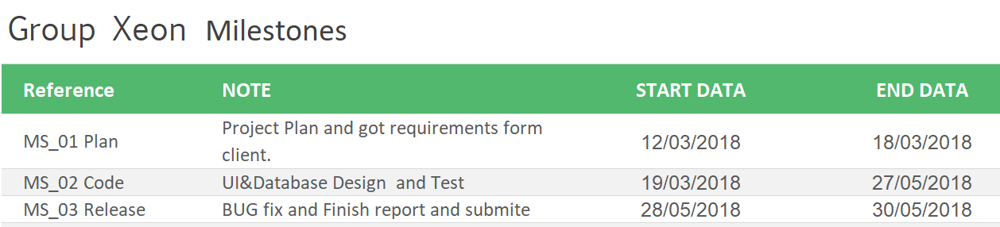 Group Xeon Milestones
Reference NOTE START DATA END DATA
Project Plan and got requirements form
MS_01 Plan 12/03/2018 18/03/2018
client.
MS_02 Code UI&Database Design and Test 19/03/2018 27/05/2018
MS_03 Release BUG fix and Finish report and submite 28/05/2018 30/05/2018